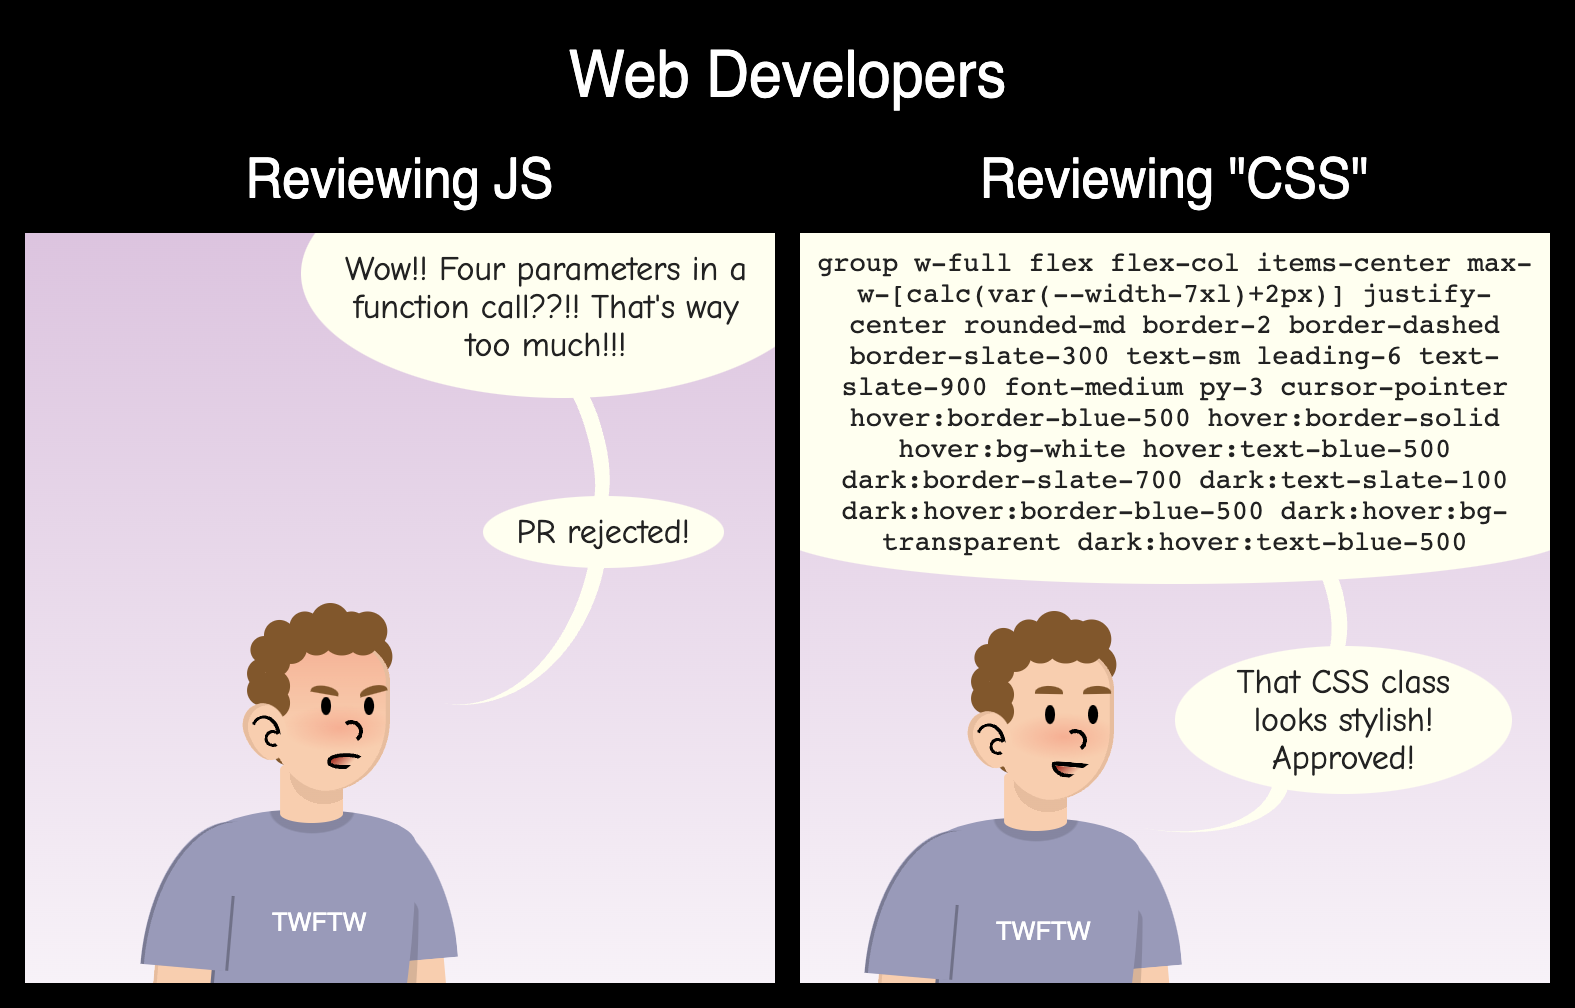 Web Developers
Reviewing JS
Wow!! Four parameters in a
function call??!! That's way
too much!!!
PR rejected!
TWFTW
Reviewing "CSS"
group w-full flex flex-col items-center max-
w-[calc(var(--width-7xl)+2px)] justify-
center rounded-md border-2 border-dashed
border-slate-300 text-sm leading-6 text-
slate-900 font-medium py-3 cursor-pointer
hover:border-blue-500 hover:border-solid
hover:bg-white hover:text-blue-500
dark:border-slate-700 dark:text-slate-100
dark:hover:border-blue-500 dark:hover:bg-
transparent dark:hover:text-blue-500
That CSS class
looks stylish!
Approved!
TWFTW